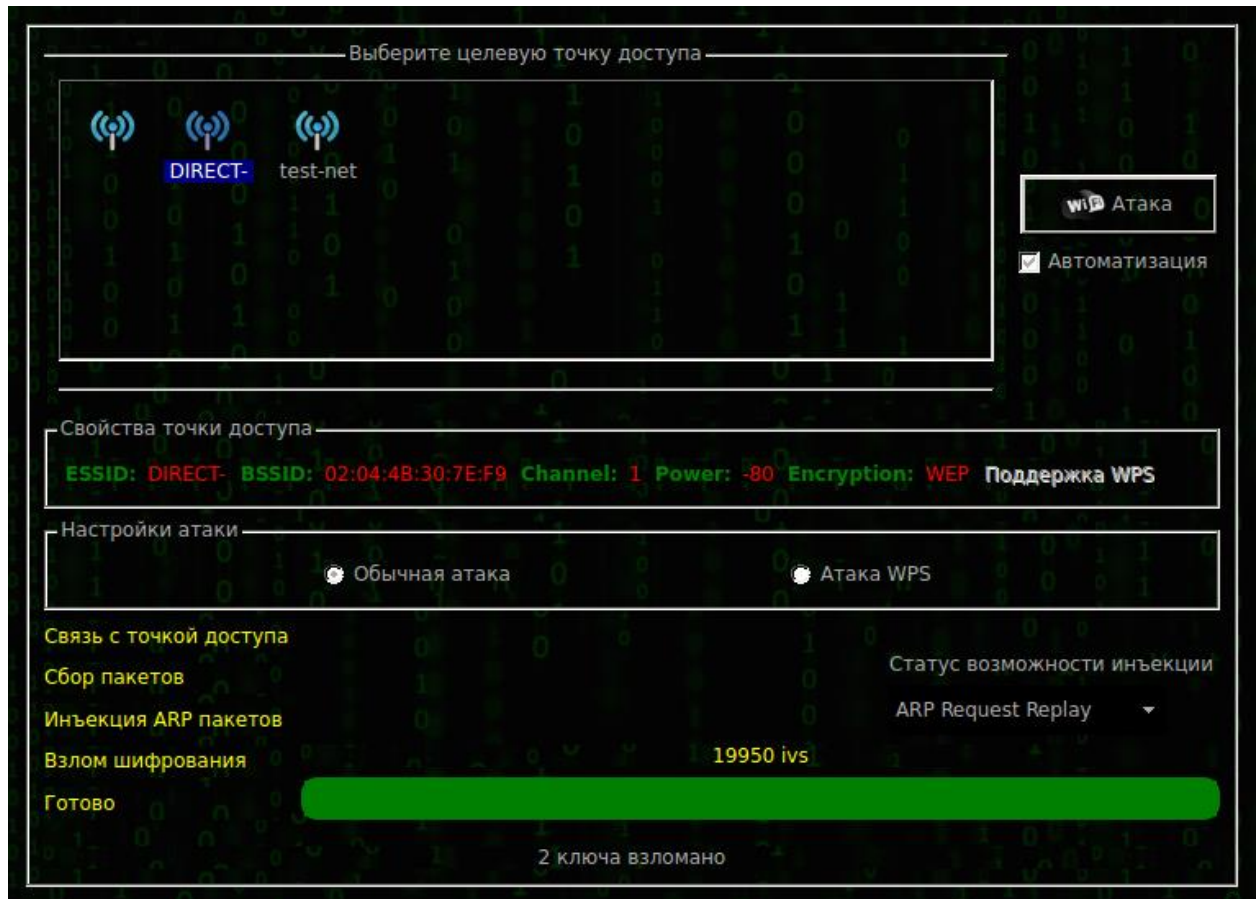 Выберите целевую точку доступа
DIRECT- test-net
WiFi Атака
Автоматизация
Свойства точки доступа
ESSID: DIRECT- BSSID: 02:04:4B:30:7E:F9 Channel: 1 Power: -80 Encryption: WEP Поддержка WPS
Настройки атаки
Обычная атака Атака WPS
Связь с точкой доступа
Статус возможности инъекции
Сбор пакетов
ARP Request Replay
Инъекция ARP пакетов
19950 ivs
Взлом шифрования
Готово
2 ключа взломано